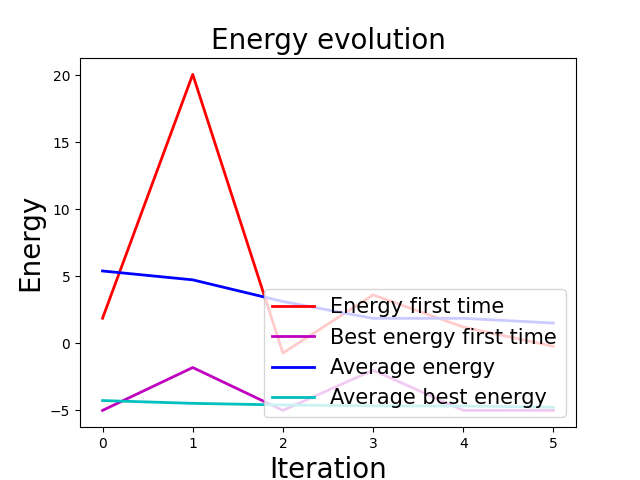 Energy evolution
Energy
20
15
10
5
0
−5
Energy first time
Best energy first time
Average energy
Average best energy
0 1 2 3 4 5
Iteration